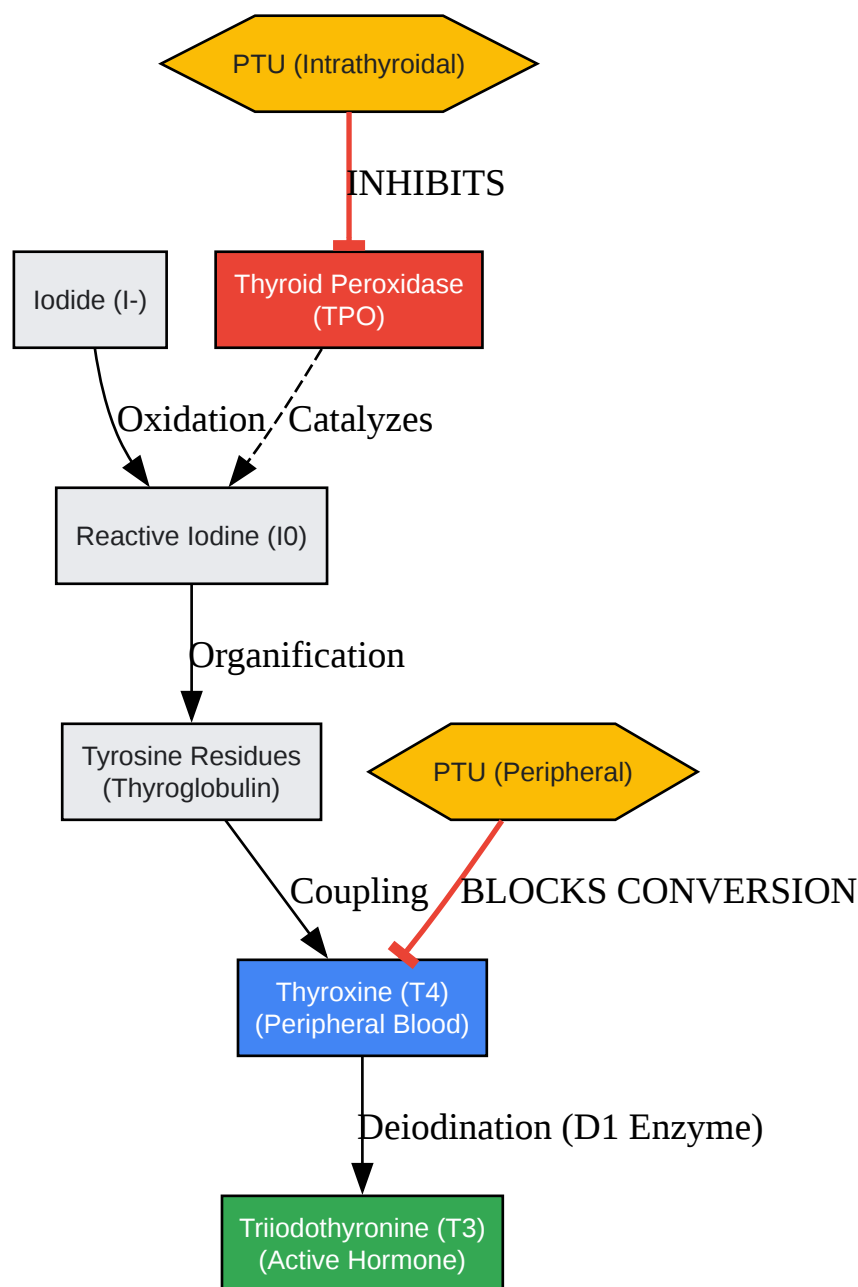 PTU (Intrathyroidal)
INHIBITS
Iodide (I-)
Thyroid Peroxidase
(TPO)
Oxidation
Catalyzes
Reactive Iodine (I0)
Organification
Tyrosine Residues
(Thyroglobulin)
PTU (Peripheral)
Coupling
BLOCKS CONVERSION
Thyroxine (T4)
(Peripheral Blood)
Deiodination (D1 Enzyme)
Triiodothyronine (T3)
(Active Hormone)